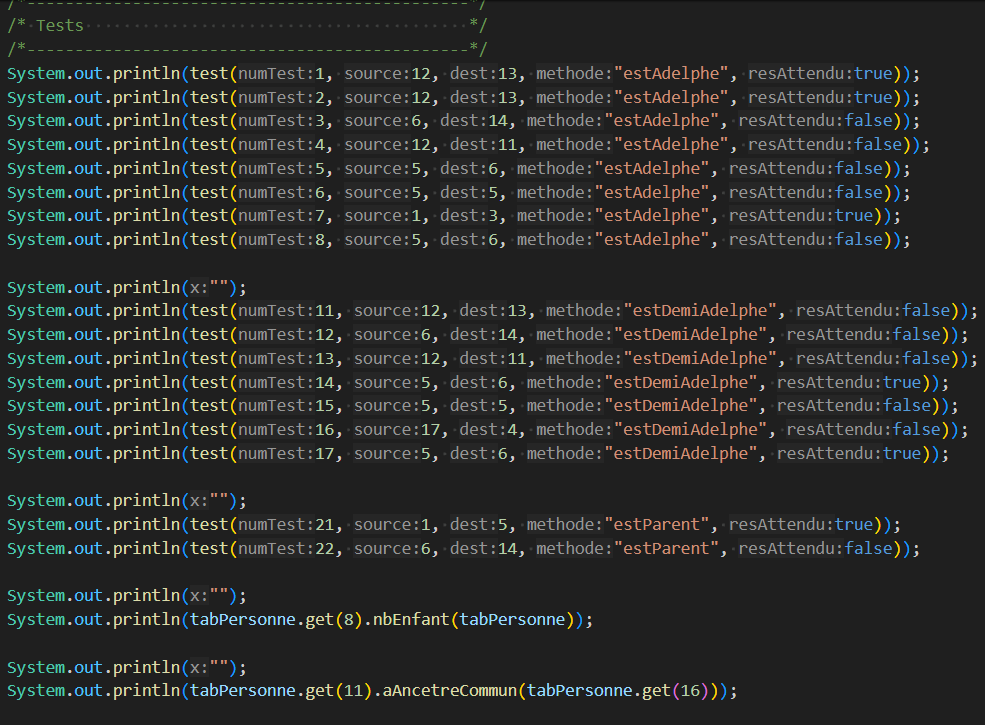 /*----------------------------------------------*/
/* Tests                                        */
/*----------------------------------------------*/
System.out.println(test(numTest:1, source:12, dest:13, methode:"estAdelphe", resAttendu:true));
System.out.println(test(numTest:2, source:12, dest:13, methode:"estAdelphe", resAttendu:true));
System.out.println(test(numTest:3, source:6, dest:14, methode:"estAdelphe", resAttendu:false));
System.out.println(test(numTest:4, source:12, dest:11, methode:"estAdelphe", resAttendu:false));
System.out.println(test(numTest:5, source:5, dest:6, methode:"estAdelphe", resAttendu:false));
System.out.println(test(numTest:6, source:5, dest:5, methode:"estAdelphe", resAttendu:false));
System.out.println(test(numTest:7, source:1, dest:3, methode:"estAdelphe", resAttendu:true));
System.out.println(test(numTest:8, source:5, dest:6, methode:"estAdelphe", resAttendu:false));
System.out.println(x:"");
System.out.println(test(numTest:11, source:12, dest:13, methode:"estDemiAdelphe", resAttendu:false));
System.out.println(test(numTest:12, source:6, dest:14, methode:"estDemiAdelphe", resAttendu:false));
System.out.println(test(numTest:13, source:12, dest:11, methode:"estDemiAdelphe", resAttendu:false));
System.out.println(test(numTest:14, source:5, dest:6, methode:"estDemiAdelphe", resAttendu:true));
System.out.println(test(numTest:15, source:5, dest:5, methode:"estDemiAdelphe", resAttendu:false));
System.out.println(test(numTest:16, source:17, dest:4, methode:"estDemiAdelphe", resAttendu:false));
System.out.println(test(numTest:17, source:5, dest:6, methode:"estDemiAdelphe", resAttendu:true));
System.out.println(x:"");
System.out.println(test(numTest:21, source:1, dest:5, methode:"estParent", resAttendu:true));
System.out.println(test(numTest:22, source:6, dest:14, methode:"estParent", resAttendu:false));
System.out.println(x:"");
System.out.println(tabPersonne.get(8).nbEnfant(tabPersonne));
System.out.println(x:"");
System.out.println(tabPersonne.get(11).aAncetreCommun(tabPersonne.get(16)));